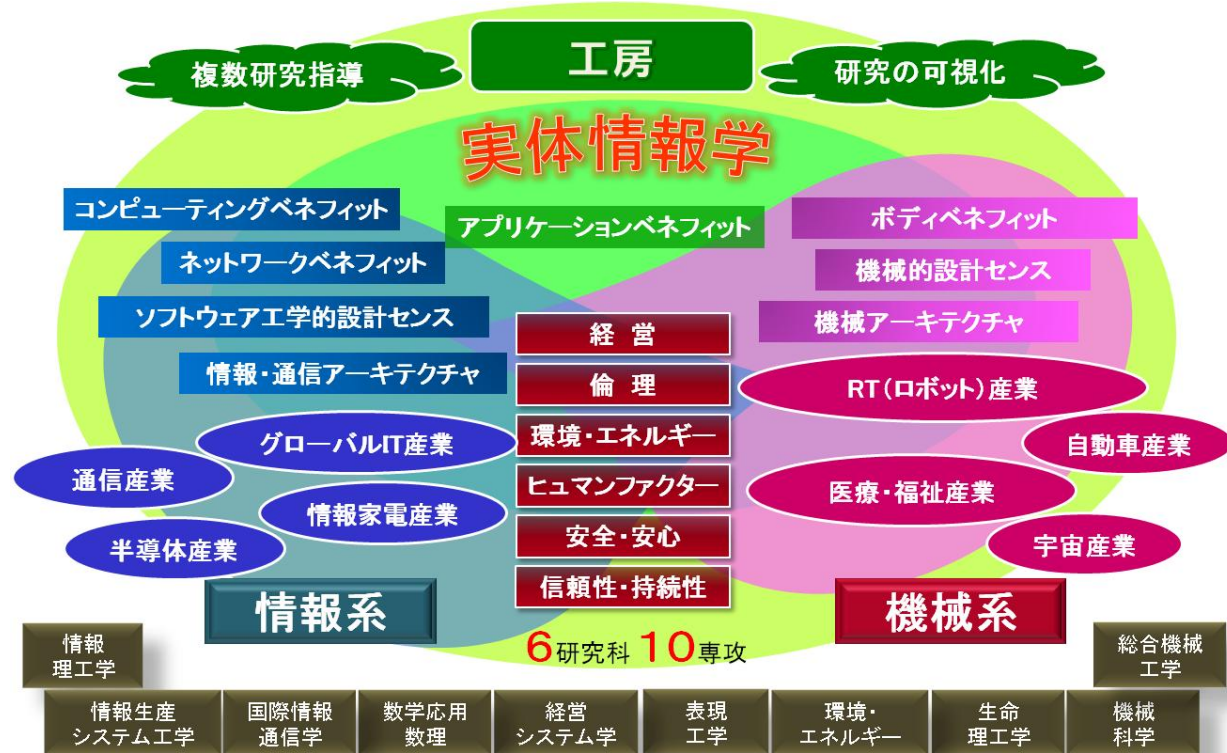 工房
複数研究指導
研究の可視化
実体情報学
コンピューティングベネフィット
ネットワークベネフィット
ソフトウェア工学的設計センス
情報・通信アーキテクチャ
アプリケーションベネフィット
ボディベネフィット
機械的設計センス
機械アーキテクチャ
経 営
倫 理
環境・エネルギー
ヒュマンファクター
安全・安心
信頼性・持続性
グローバルIT産業
通信産業
情報家電産業
半導体産業
RT(ロボット)産業
自動車産業
医療・福祉産業
宇宙産業
情報系
機械系
6研究科 10専攻
情報
理工学
総合機械
工学
情報生産
システム工学
国際情報
通信学
数学応用
数理
経営
システム学
表現
工学
環境・
エネルギー
生命
理工学
機械
科学